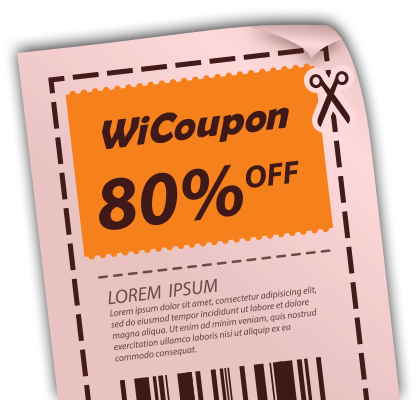 WiCoupon
80% OFF
LOREM IPSUM
Lorem ipsum dolor sit amet, consectetur adipisicing elit,
sed do eiusmod tempor incididunt ut labore et dolore
magna aliqua. Ut enim ad minim veniam, quis nostrud
exercitation ullamco laboris nisi ut aliquip ex ea
commodo consequat.